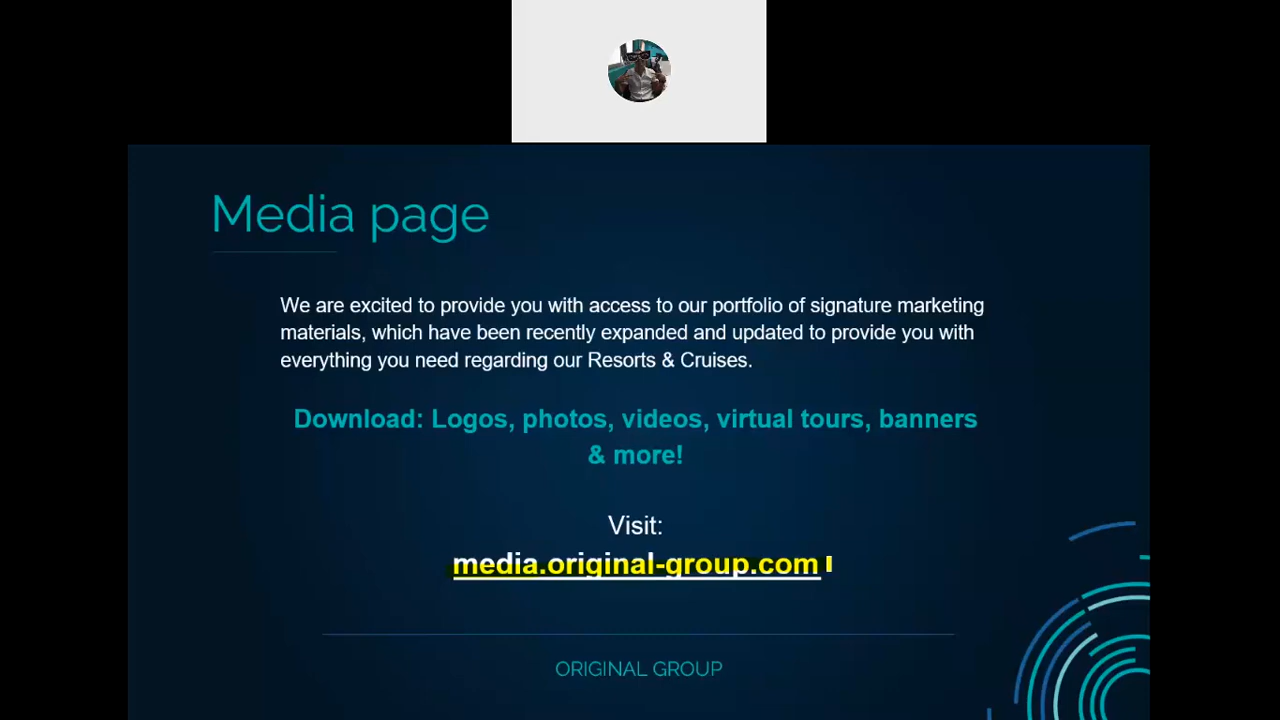 Media page
We are excited to provide you with access to our portfolio of signature marketing
materials, which have been recently expanded and updated to provide you with
everything you need regarding our Resorts & Cruises.
Download: Logos, photos, videos, virtual tours, banners
& more!
Visit:
media.original-group.com
ORIGINAL GROUP